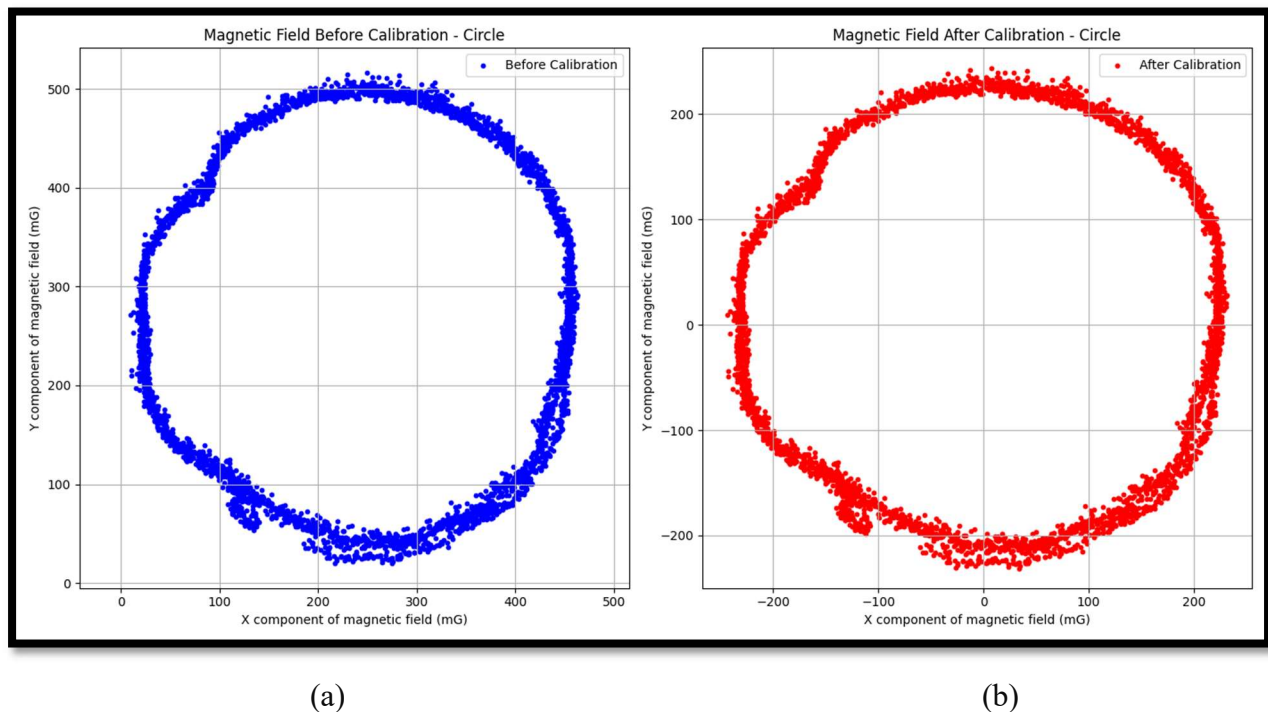 Magnetic Field Before Calibration - Circle
Before Calibration
500
400
300
200
100
0
Y component of magnetic field (mG)
0 100 200 300 400 500
X component of magnetic field (mG)
Magnetic Field After Calibration - Circle
After Calibration
200
100
0
−100
−200
Y component of magnetic field (mG)
−200 −100 0 100 200
X component of magnetic field (mG)
(a)
(b)